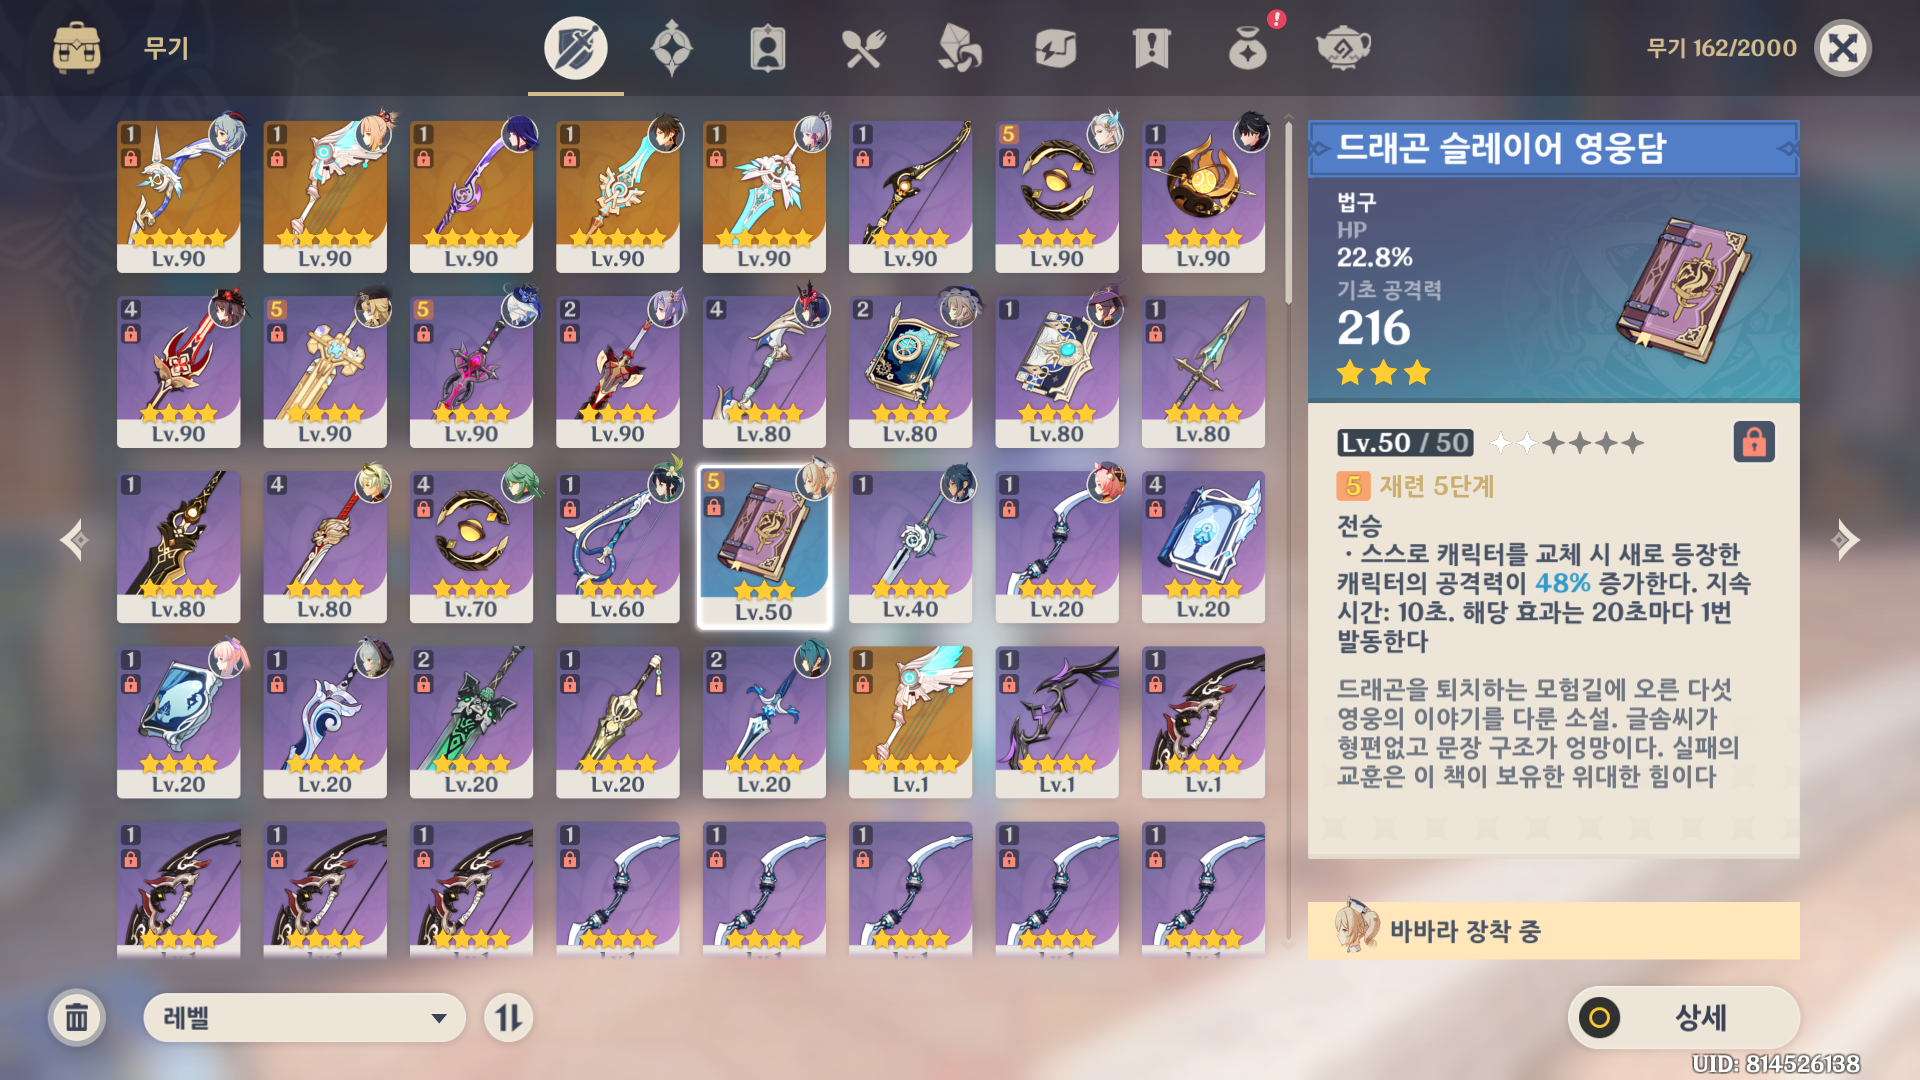 무기
무기 162/2000
1
1
1
1
1
1
5
1
Lv.90
Lv.90
Lv.90
Lv.90
Lv.90
Lv.90
Lv.90
Lv.90
4
5
5
2
4
2
1
1
Lv.90
Lv.90
Lv.90
Lv.90
Lv.80
Lv.80
Lv.80
Lv.80
1
4
4
1
5
1
1
4
Lv.80
Lv.80
Lv.70
Lv.60
Lv.50
Lv.40
Lv.20
Lv.20
1
1
2
1
2
1
1
1
Lv.20
Lv.20
Lv.20
Lv.20
Lv.20
Lv.1
Lv.1
Lv.1
1
1
1
1
1
1
1
1
드래곤 슬레이어 영웅담
법구
HP
22.8%
기초 공격력
216
Lv.50 / 50
5 재련 5단계
전승
· 스스로 캐릭터를 교체 시 새로 등장한
캐릭터의 공격력이 48% 증가한다. 지속
시간: 10초. 해당 효과는 20초마다 1번
발동한다
드래곤을 퇴치하는 모험길에 오른 다섯
영웅의 이야기를 다룬 소설. 글솜씨가
형편없고 문장 구조가 엉망이다. 실패의
교훈은 이 책이 보유한 위대한 힘이다
바바라 장착 중
레벨
상세
UID: 814526138